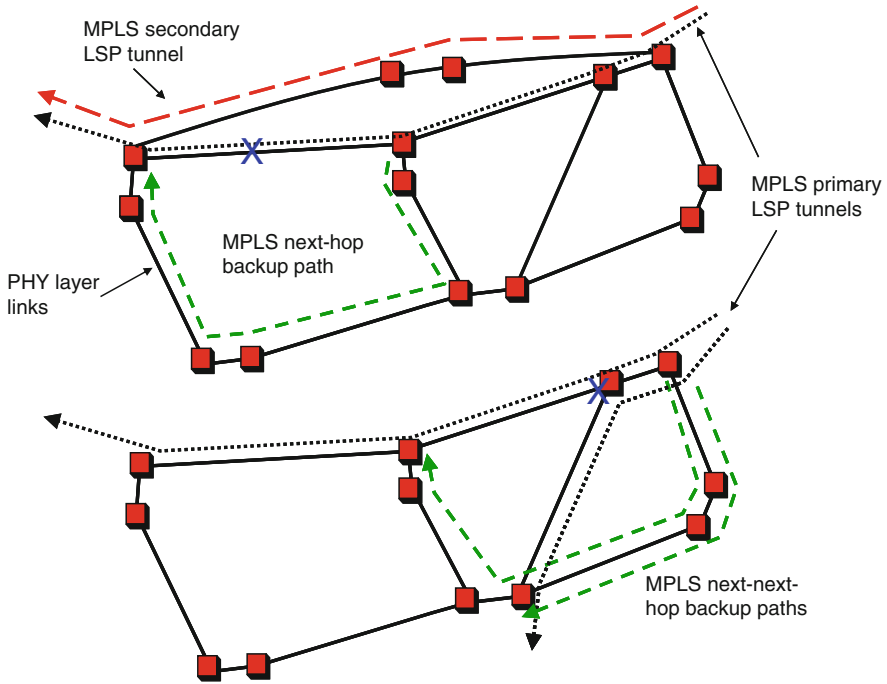 MPLS secondary
LSP tunnel
MPLS primary
LSP tunnels
MPLS next-hop
backup path
PHY layer
links
X
X
MPLS next-next-
hop backup paths